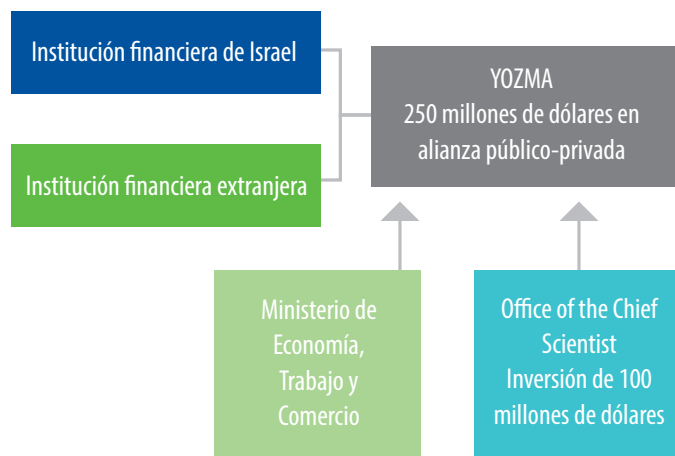 Institución financiera de Israel
YOZMA
250 millones de dólares en
alianza público-privada
Institución financiera extranjera
Ministerio de
Economía,
Trabajo y
Comercio
Office of the Chief
Scientist
Inversión de 100
millones de dólares